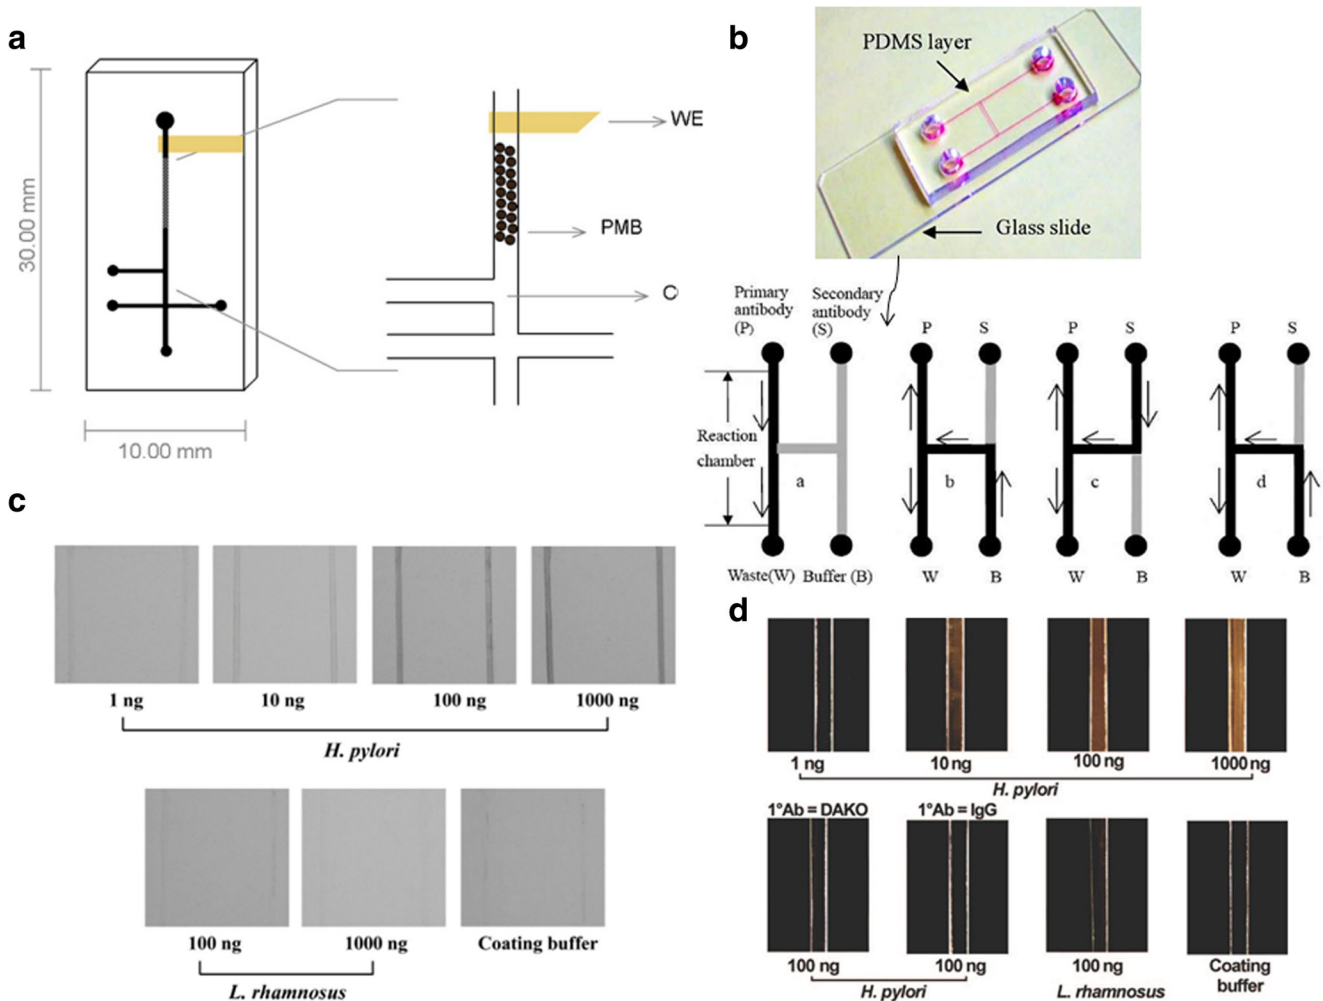 a
30.00 mm
10.00 mm
WE
PMB
C
b
PDMS layer
Glass slide
Primary
antibody
(P)
Secondary
antibody
(S)
P
S
P
S
P
S
Reaction
chamber
a
b
c
d
Waste(W)
Buffer (B)
W
B
W
B
W
B
c
1 ng
10 ng
100 ng
1000 ng
H. pylori
100 ng
1000 ng
Coating buffer
L. rhamnosus
d
1 ng
10 ng
100 ng
1000 ng
H. pylori
1°Ab = DAKO
1°Ab = IgG
100 ng
100 ng
100 ng
Coating
buffer
H. pylori
L. rhamnosus